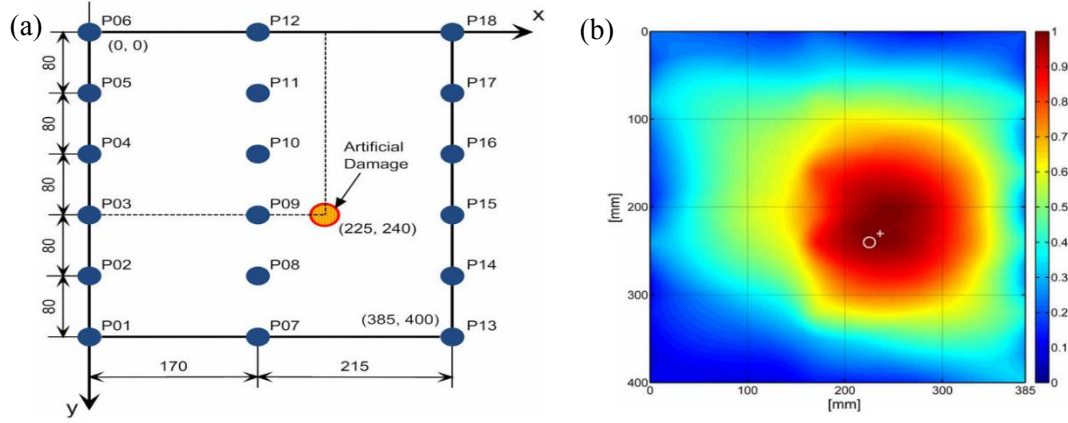 (a)
P06
P12
P18
x
(0, 0)
80
P05
P11
P17
80
P04
P10
P16
Artificial
Damage
80
P03
P09
P15
(225, 240)
80
P02
P08
P14
80
(385, 400)
P01
P07
P13
170
215
y
(b)
0
100
200
300
400
[mm]
0
100
200
300
385
[mm]
1
0.9
0.8
0.7
0.6
0.5
0.4
0.3
0.2
0.1
0